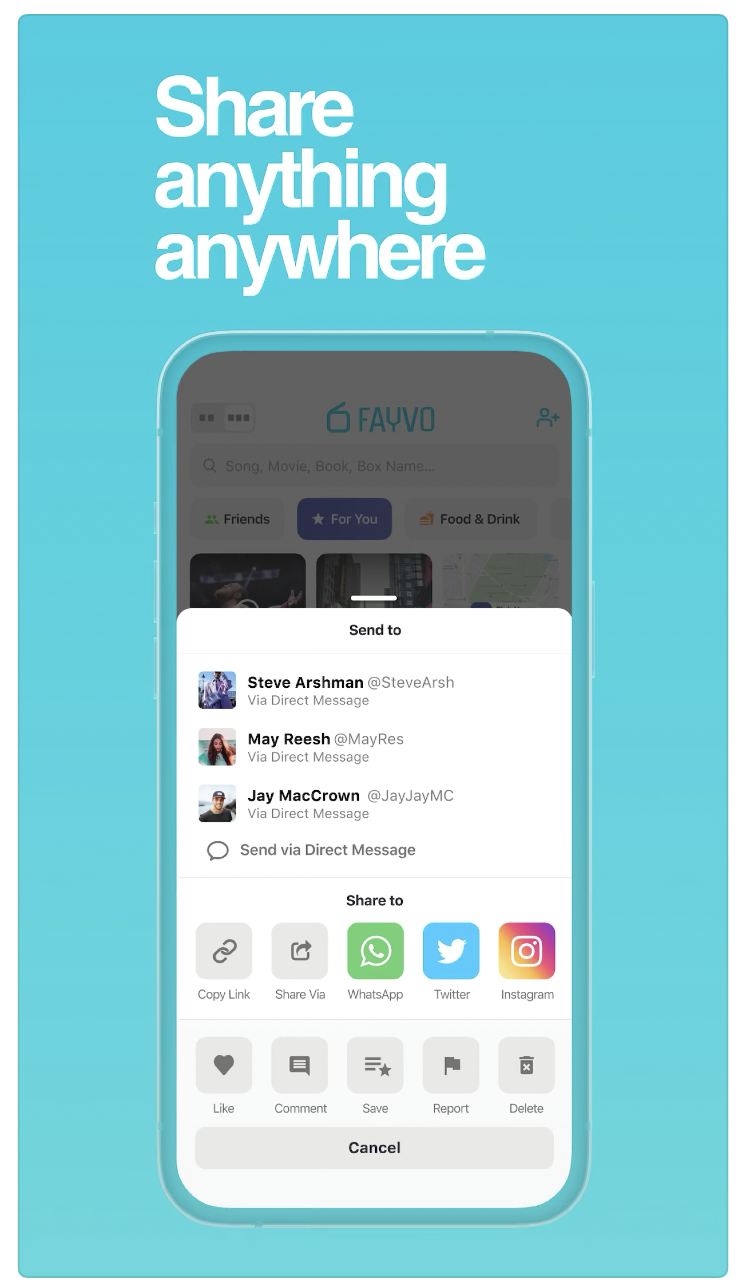 Share
anything
anywhere
FAYVO
Song, Movie, Book, Box Name...
Friends
For You
Food & Drink
Send to
Steve Arshman @SteveArsh
Via Direct Message
May Reesh @MayRes
Via Direct Message
Jay MacCrown @JayJayMC
Via Direct Message
Send via Direct Message
Share to
Copy Link
Share Via
WhatsApp
Twitter
Instagram
Like
Comment
Save
Report
Delete
Cancel